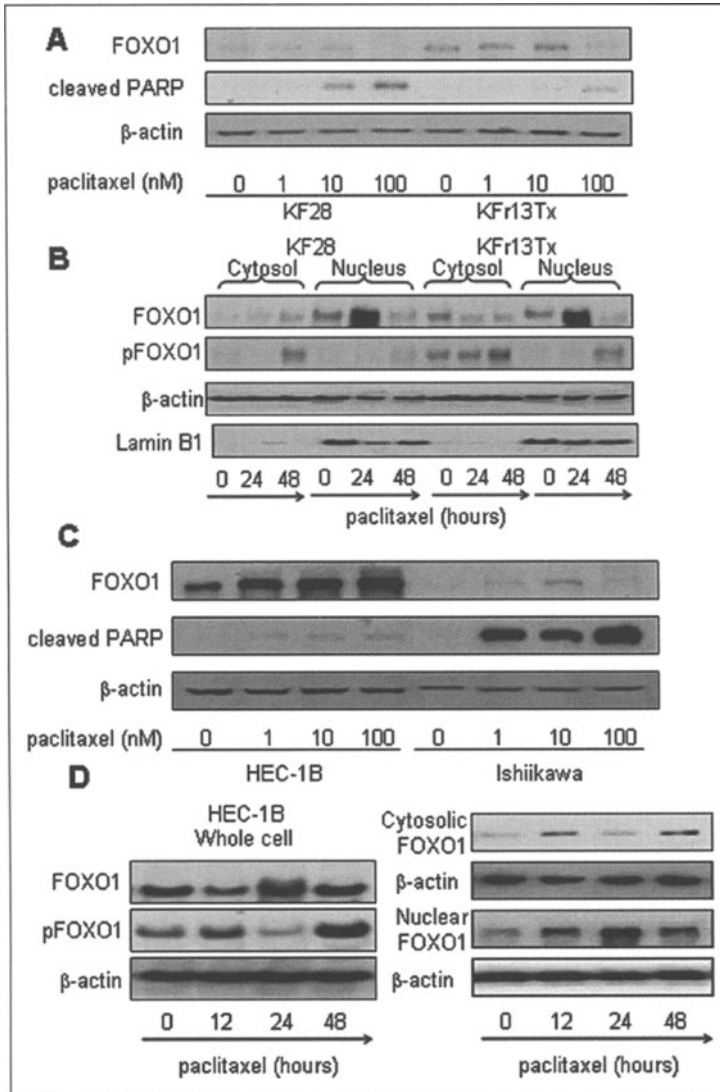 A
FOXO1
cleaved PARP
β-actin
paclitaxel (nM) 0 1 10 100 0 1 10 100
KF28 KFr13Tx
B
KF28 KFr13Tx
Cytosol Nucleus Cytosol Nucleus
FOXO1
pFOXO1
β-actin
Lamin B1
0 24 48 0 24 48 0 24 48 0 24 48
paclitaxel (hours)
C
FOXO1
cleaved PARP
β-actin
paclitaxel (nM) 0 1 10 100 0 1 10 100
HEC-1B Ishiikawa
D
HEC-1B
Whole cell
FOXO1
pFOXO1
β-actin
0 12 24 48
paclitaxel (hours)
Cytosolic
FOXO1
β-actin
Nuclear
FOXO1
β-actin
0 12 24 48
paclitaxel (hours)